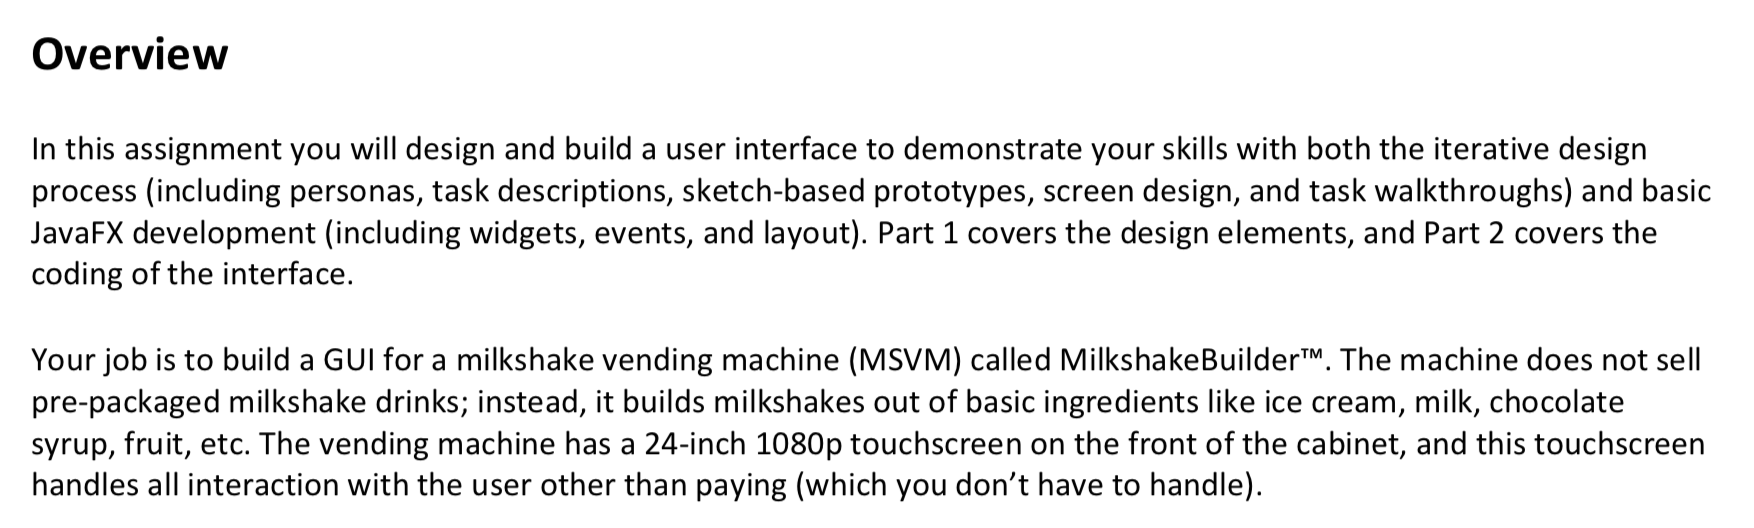 Overview
In this assignment you will design and build a user interface to demonstrate your skills with both the iterative design
process (including personas, task descriptions, sketch-based prototypes, screen design, and task walkthroughs) and basic
JavaFX development (including widgets, events, and layout). Part 1 covers the design elements, and Part 2 covers the
coding of the interface.
Your job is to build a GUI for a milkshake vending machine (MSVM) called MilkshakeBuilder™. The machine does not sell
pre-packaged milkshake drinks; instead, it builds milkshakes out of basic ingredients like ice cream, milk, chocolate
syrup, fruit, etc. The vending machine has a 24-inch 1080p touchscreen on the front of the cabinet, and this touchscreen
handles all interaction with the user other than paying (which you don’t have to handle).